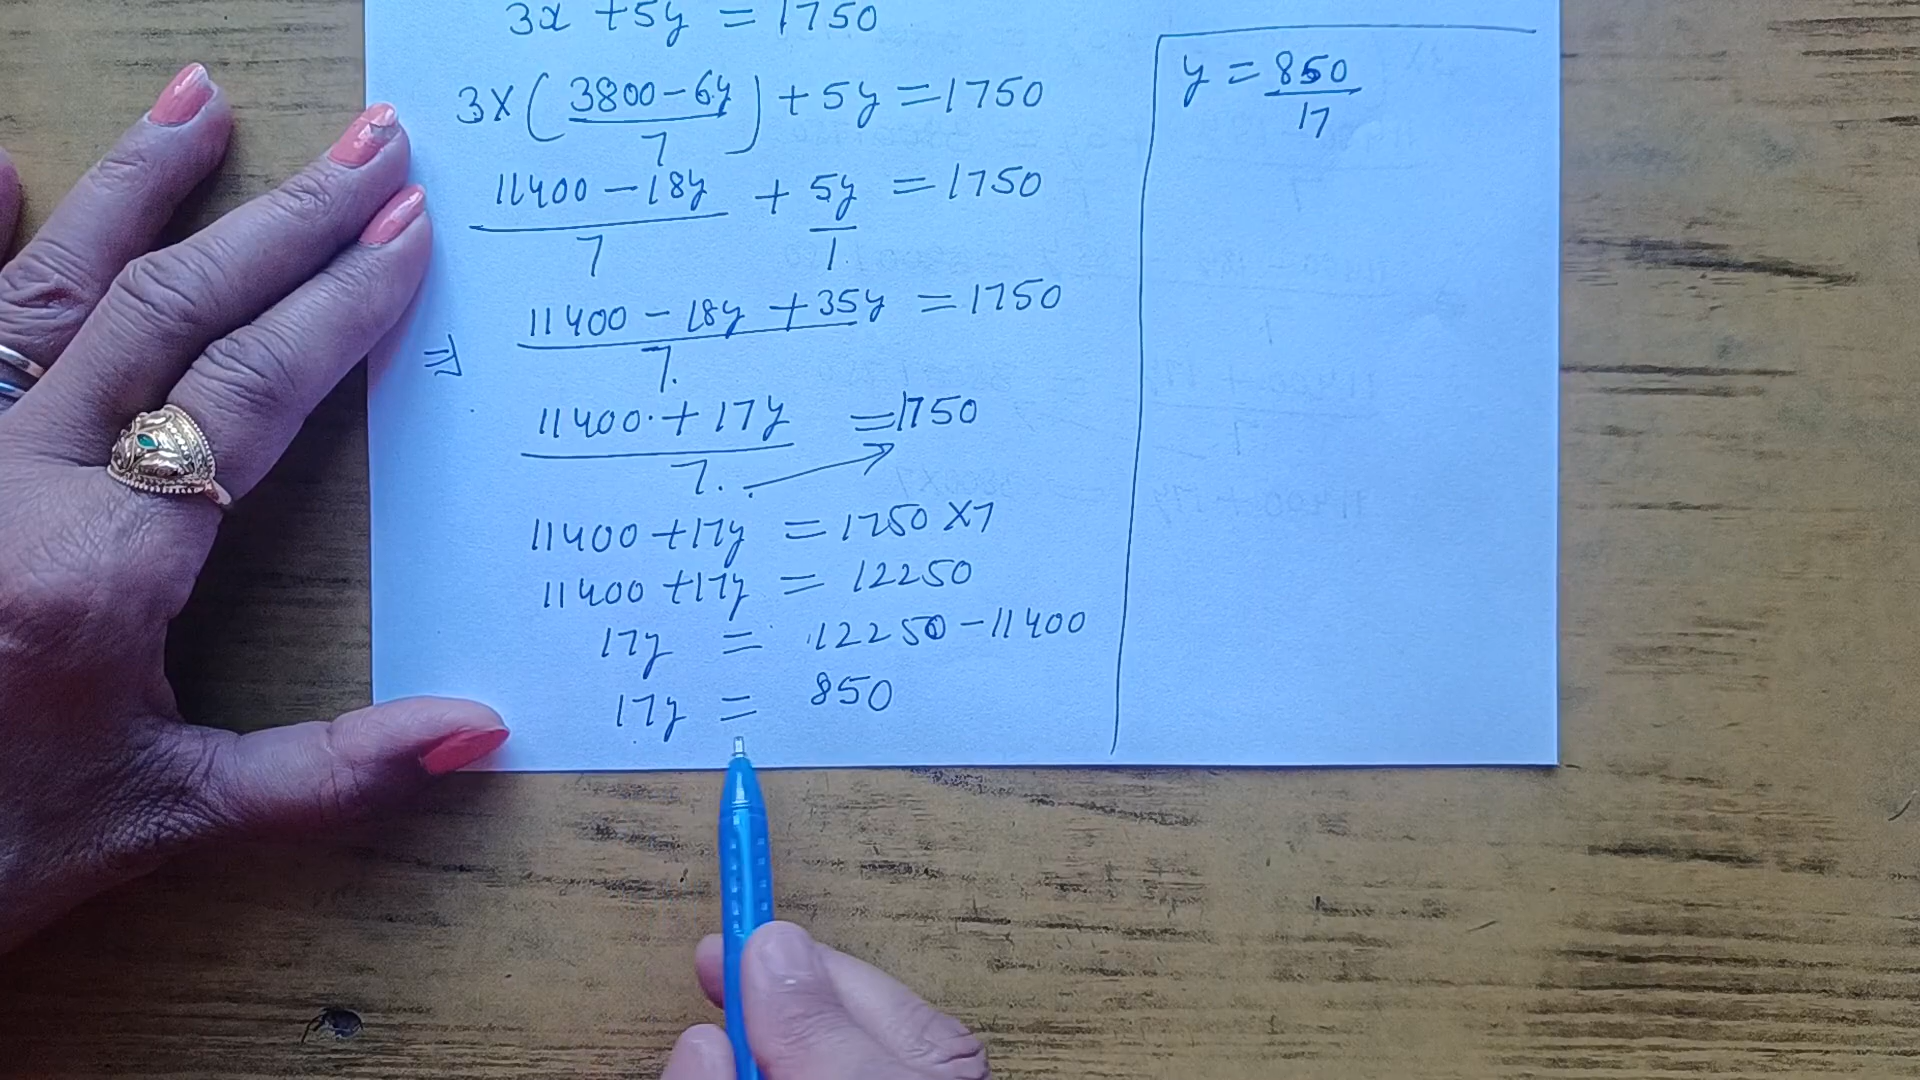 3x + 5y = 1750
3 × (3800 - 6y / 7) + 5y = 1750
11400 - 18y / 7 + 5y / 1. = 1750
⇒ 11400 - 18y + 35y / 7. = 1750
11400. + 17y / 7. = 1750
11400 + 17y = 1750 × 7
11400 + 17y = 12250
17y = 12250 - 11400
17y = 850
y = 850 / 17